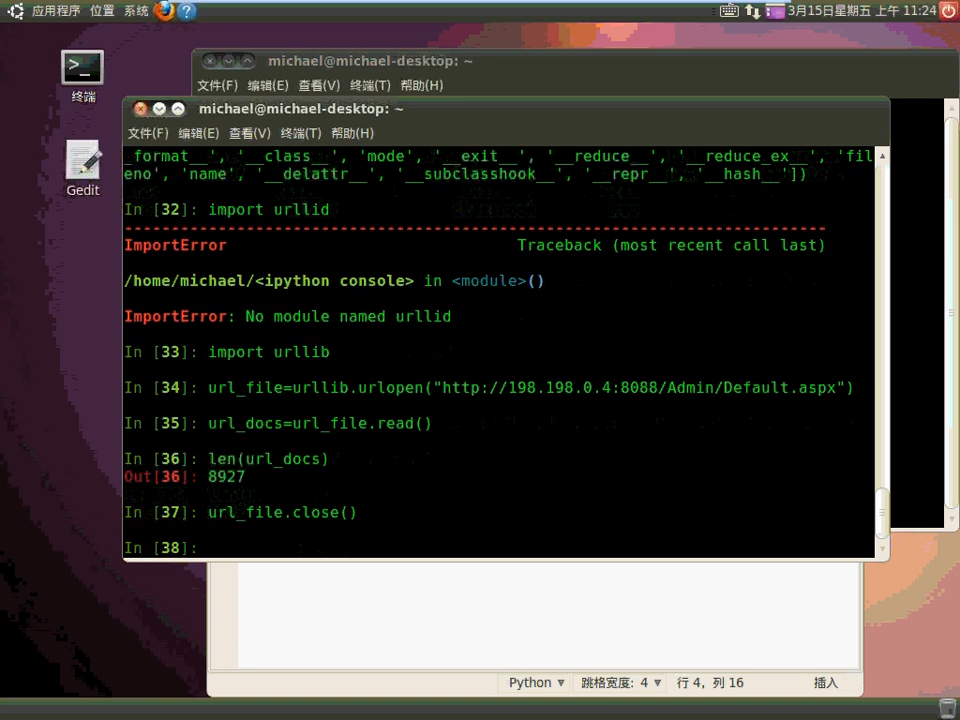 应用程序 位置 系统 3月15日星期五 上午 11:24
终端
Gedit
michael@michael-desktop: ~
文件(F) 编辑(E) 查看(V) 终端(T) 帮助(H)
michael@michael-desktop: ~
文件(F) 编辑(E) 查看(V) 终端(T) 帮助(H)
_format__', '__class__', 'mode', '__exit__', '__reduce__', '__reduce_ex__', 'fil
eno', 'name', '__delattr__', '__subclasshook__', '__repr__', '__hash__'])
In [32]: import urllid
---------------------------------------------------------------------------
ImportError Traceback (most recent call last)
/home/michael/<ipython console> in <module>()
ImportError: No module named urllid
In [33]: import urllib
In [34]: url_file=urllib.urlopen("http://198.198.0.4:8088/Admin/Default.aspx")
In [35]: url_docs=url_file.read()
In [36]: len(url_docs)
Out[36]: 8927
In [37]: url_file.close()
In [38]:
Python 跳格宽度: 4 行 4, 列 16 插入